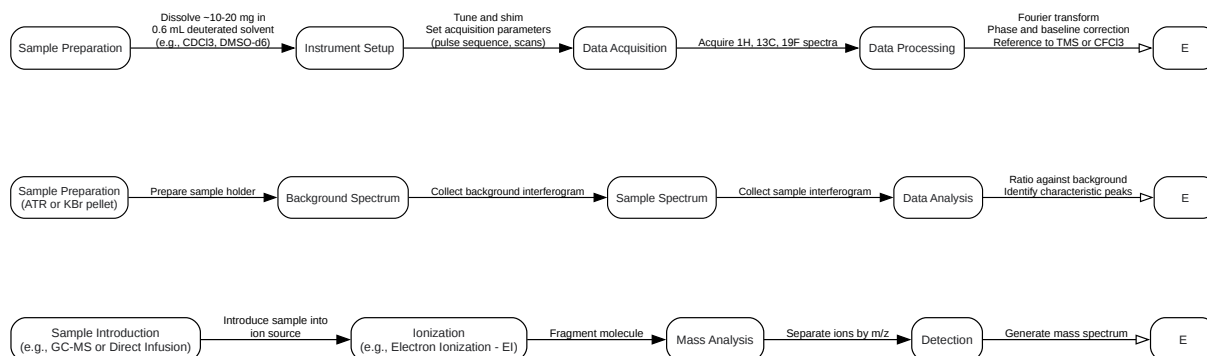 Dissolve ~10-20 mg in
0.6 mL deuterated solvent
(e.g., CDCl3, DMSO-d6)
Tune and shim
Set acquisition parameters
(pulse sequence, scans)
Fourier transform
Phase and baseline correction
Reference to TMS or CFCl3
Sample Preparation
Instrument Setup
Data Acquisition
Acquire 1H, 13C, 19F spectra
Data Processing
E
Sample Preparation
(ATR or KBr pellet)
Prepare sample holder
Background Spectrum
Collect background interferogram
Sample Spectrum
Collect sample interferogram
Data Analysis
Ratio against background
Identify characteristic peaks
E
Sample Introduction
(e.g., GC-MS or Direct Infusion)
Introduce sample into
ion source
Ionization
(e.g., Electron Ionization - EI)
Fragment molecule
Mass Analysis
Separate ions by m/z
Detection
Generate mass spectrum
E